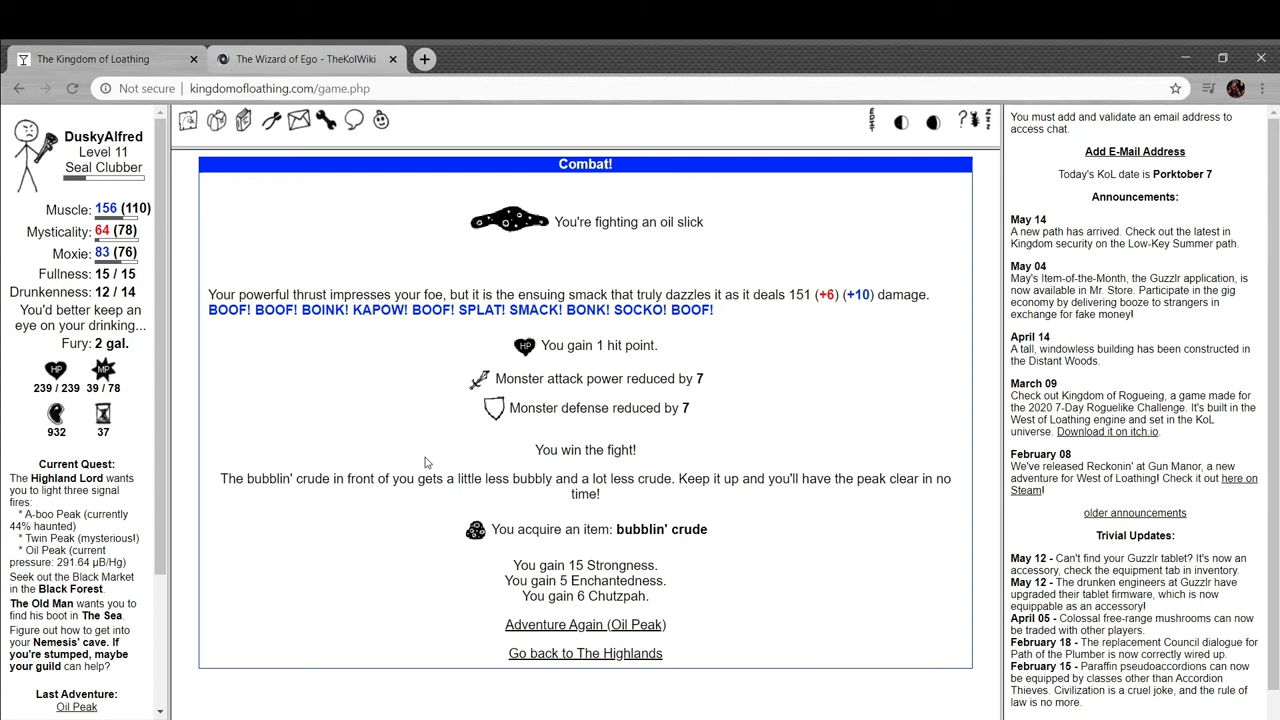 The Kingdom of Loathing
The Wizard of Ego - TheKolWiki
Not secure
kingdomofloathing.com/game.php
DuskyAlfred
Level 11
Seal Clubber
Muscle: 156 (110)
Mysticality: 64 (78)
Moxie: 83 (76)
Fullness: 15 / 15
Drunkenness: 12 / 14
You'd better keep an
eye on your drinking...
Fury: 2 gal.
HP
MP
239 / 239
39 / 78
932
37
Current Quest:
The Highland Lord
wants you to light three signal
fires:
* A-boo Peak (currently
44% haunted)
* Twin Peak (mysterious!)
* Oil Peak (current
pressure: 291.64 μB/Hg)
Seek out the Black Market
in the Black Forest.
The Old Man wants you to
find his boot in The Sea.
Figure out how to get into
your Nemesis' cave. If
you're stumped, maybe
your guild can help?
Last Adventure:
Oil Peak
EDIT
? Zzz
Combat!
You're fighting an oil slick
Your powerful thrust impresses your foe, but it is the ensuing smack that truly dazzles it as it deals 151 (+6) (+10) damage.
BOOF! BOOF! BOINK! KAPOW! BOOF! SPLAT! SMACK! BONK! SOCKO! BOOF!
HP You gain 1 hit point.
Monster attack power reduced by 7
Monster defense reduced by 7
You win the fight!
The bubblin' crude in front of you gets a little less bubbly and a lot less crude. Keep it up and you'll have the peak clear in no
time!
You acquire an item: bubblin' crude
You gain 15 Strongness.
You gain 5 Enchantedness.
You gain 6 Chutzpah.
Adventure Again (Oil Peak)
Go back to The Highlands
You must add and validate an email address to
access chat.
Add E-Mail Address
Today's KoL date is Porktober 7
Announcements:
May 14
A new path has arrived. Check out the latest in
Kingdom security on the Low-Key Summer path.
May 04
May's Item-of-the-Month, the Guzzlr application, is
now available in Mr. Store. Participate in the gig
economy by delivering booze to strangers in
exchange for fake money!
April 14
A tall, windowless building has been constructed in
the Distant Woods.
March 09
Check out Kingdom of Rogueing, a game made for
the 2020 7-Day Roguelike Challenge. It's built in the
West of Loathing engine and set in the KoL
universe. Download it on itch.io.
February 08
We've released Reckonin' at Gun Manor, a new
adventure for West of Loathing! Check it out here on
Steam!
older announcements
Trivial Updates:
May 12 - Can't find your Guzzlr tablet? It's now an
accessory, check the equipment tab in inventory.
May 12 - The drunken engineers at Guzzlr have
upgraded their tablet firmware, which is now
equippable as an accessory!
April 05 - Colossal free-range mushrooms can now
be traded with other players.
February 18 - The replacement Council dialogue for
Path of the Plumber is now correctly wired up.
February 15 - Paraffin pseudoaccordions can now
be equipped by classes other than Accordion
Thieves. Civilization is a cruel joke, and the rule of
law is no more.